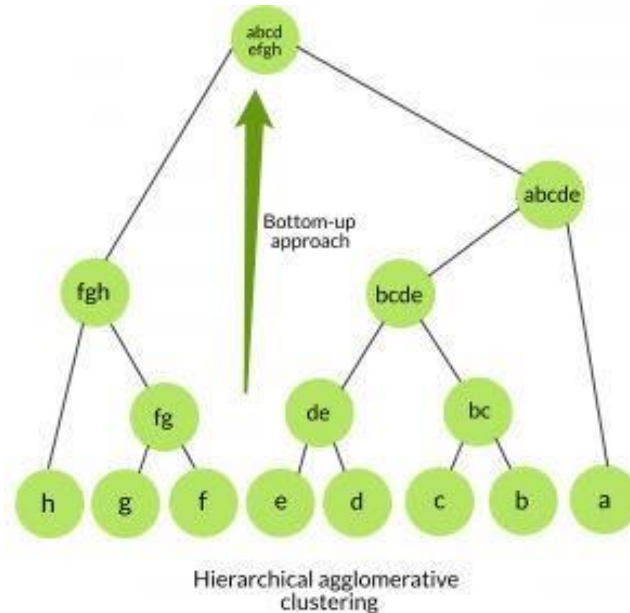 abcd
efgh
abcde
Bottom-up
approach
fgh
bcde
fg
de
bc
h
g
f
e
d
c
b
a
Hierarchical agglomerative
clustering